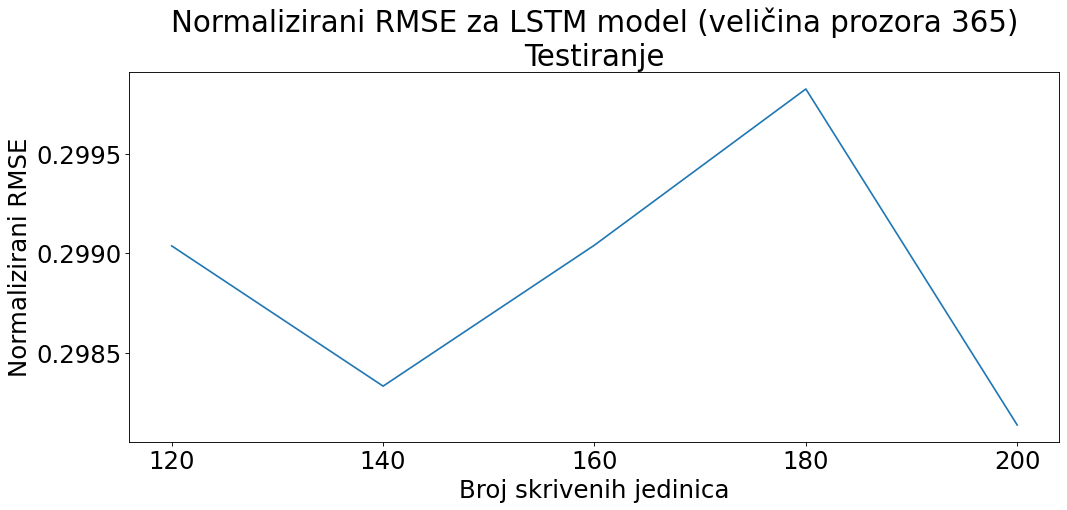 Normalizirani RMSE za LSTM model (veličina prozora 365)
Testiranje
Normalizirani RMSE
0.2995
0.2990
0.2985
120 140 160 180 200
Broj skrivenih jedinica